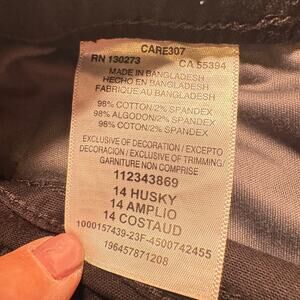 CARE307
RN 130273 CA 55394
MADE IN BANGLADESH
HECHO EN BANGLADESH
FABRIQUE AU BANGLADESH
98% COTTON/2% SPANDEX
98% ALGODON/2% SPANDEX
98% COTON/2% SPANDEX
EXCLUSIVE OF DECORATION / EXCEPTO
DECORACION / EXCLUSIVE OF TRIMMING/
GARNITURE NON COMPRISE
112343869
14 HUSKY
14 AMPLIO
14 COSTAUD
1000157439-23F-4500742455
196457871208